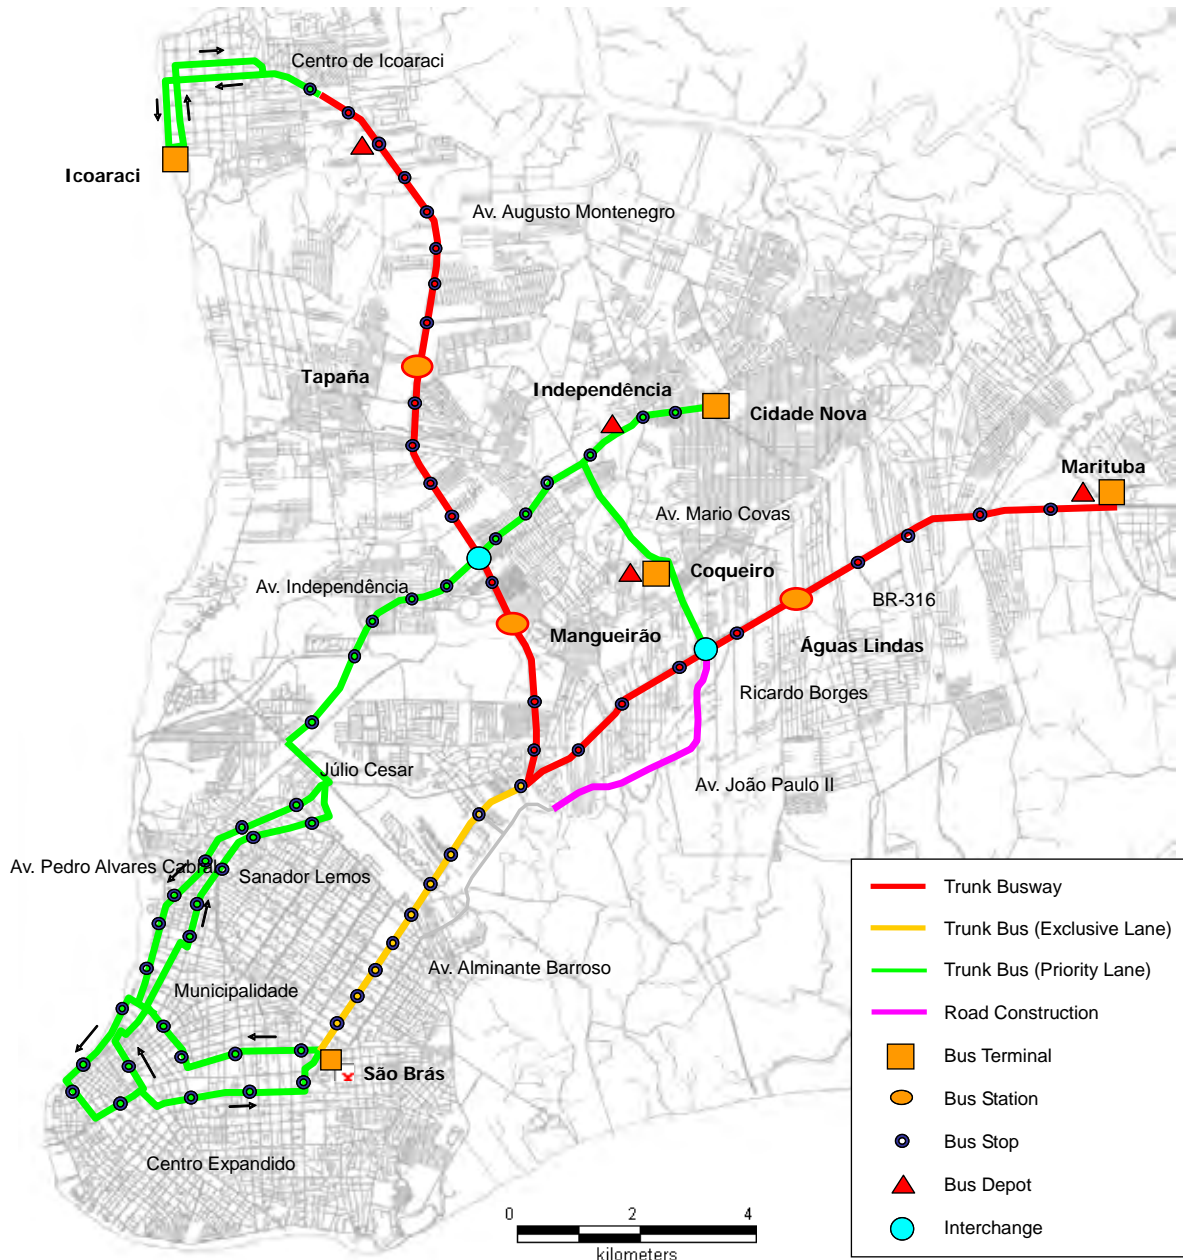 Centro de Icoaraci
Icoaraci
Av. Augusto Montenegro
Tapaña
Independência
Cidade Nova
Marituba
Av. Mario Covas
Coqueiro
Av. Independência
BR-316
Mangueirão
Águas Lindas
Ricardo Borges
Júlio Cesar
Av. João Paulo II
Av. Pedro Alvares Cabral
Sanador Lemos
Av. Alminante Barroso
Municipalidade
São Brás
Centro Expandido
Trunk Busway
Trunk Bus (Exclusive Lane)
Trunk Bus (Priority Lane)
Road Construction
Bus Terminal
Bus Station
Bus Stop
Bus Depot
Interchange
0 2 4
kilometers